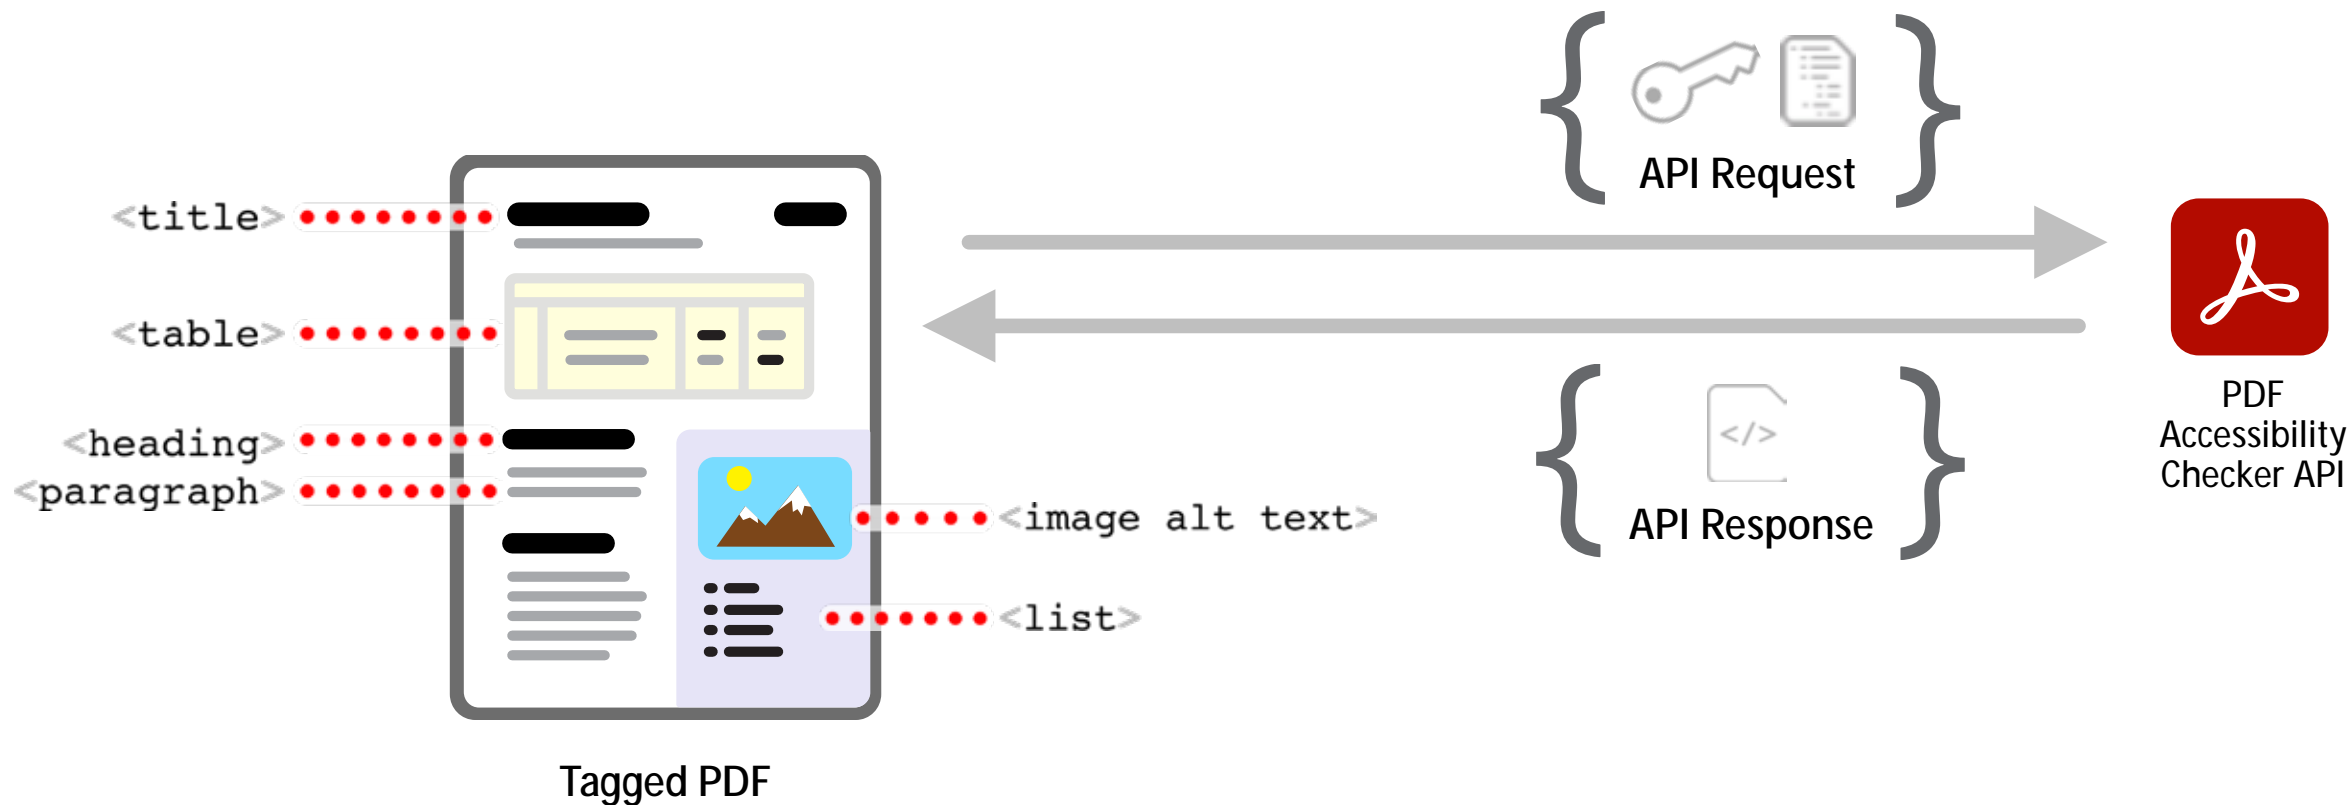 <title>
<table>
<heading>
<paragraph>
<image alt text>
<list>
Tagged PDF
API Request
</>
API Response
PDF
Accessibility
Checker API